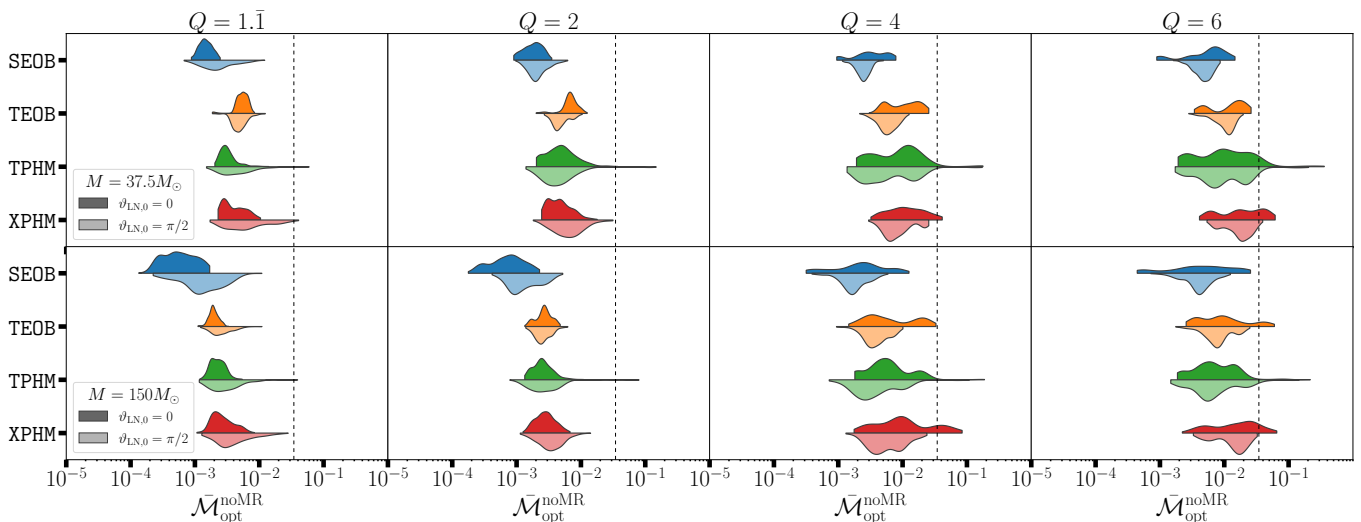 Q = 1.1̄
Q = 2
Q = 4
Q = 6
SEOB
TEOB
TPHM
XPHM
M = 37.5M⊙
ϑLN,0 = 0
ϑLN,0 = π/2
SEOB
TEOB
TPHM
XPHM
M = 150M⊙
ϑLN,0 = 0
ϑLN,0 = π/2
10⁻⁵ 10⁻⁴ 10⁻³ 10⁻² 10⁻¹ 10⁻⁵ 10⁻⁴ 10⁻³ 10⁻² 10⁻¹ 10⁻⁵ 10⁻⁴ 10⁻³ 10⁻² 10⁻¹ 10⁻⁵ 10⁻⁴ 10⁻³ 10⁻² 10⁻¹
M̄ noMR opt
M̄ noMR opt
M̄ noMR opt
M̄ noMR opt